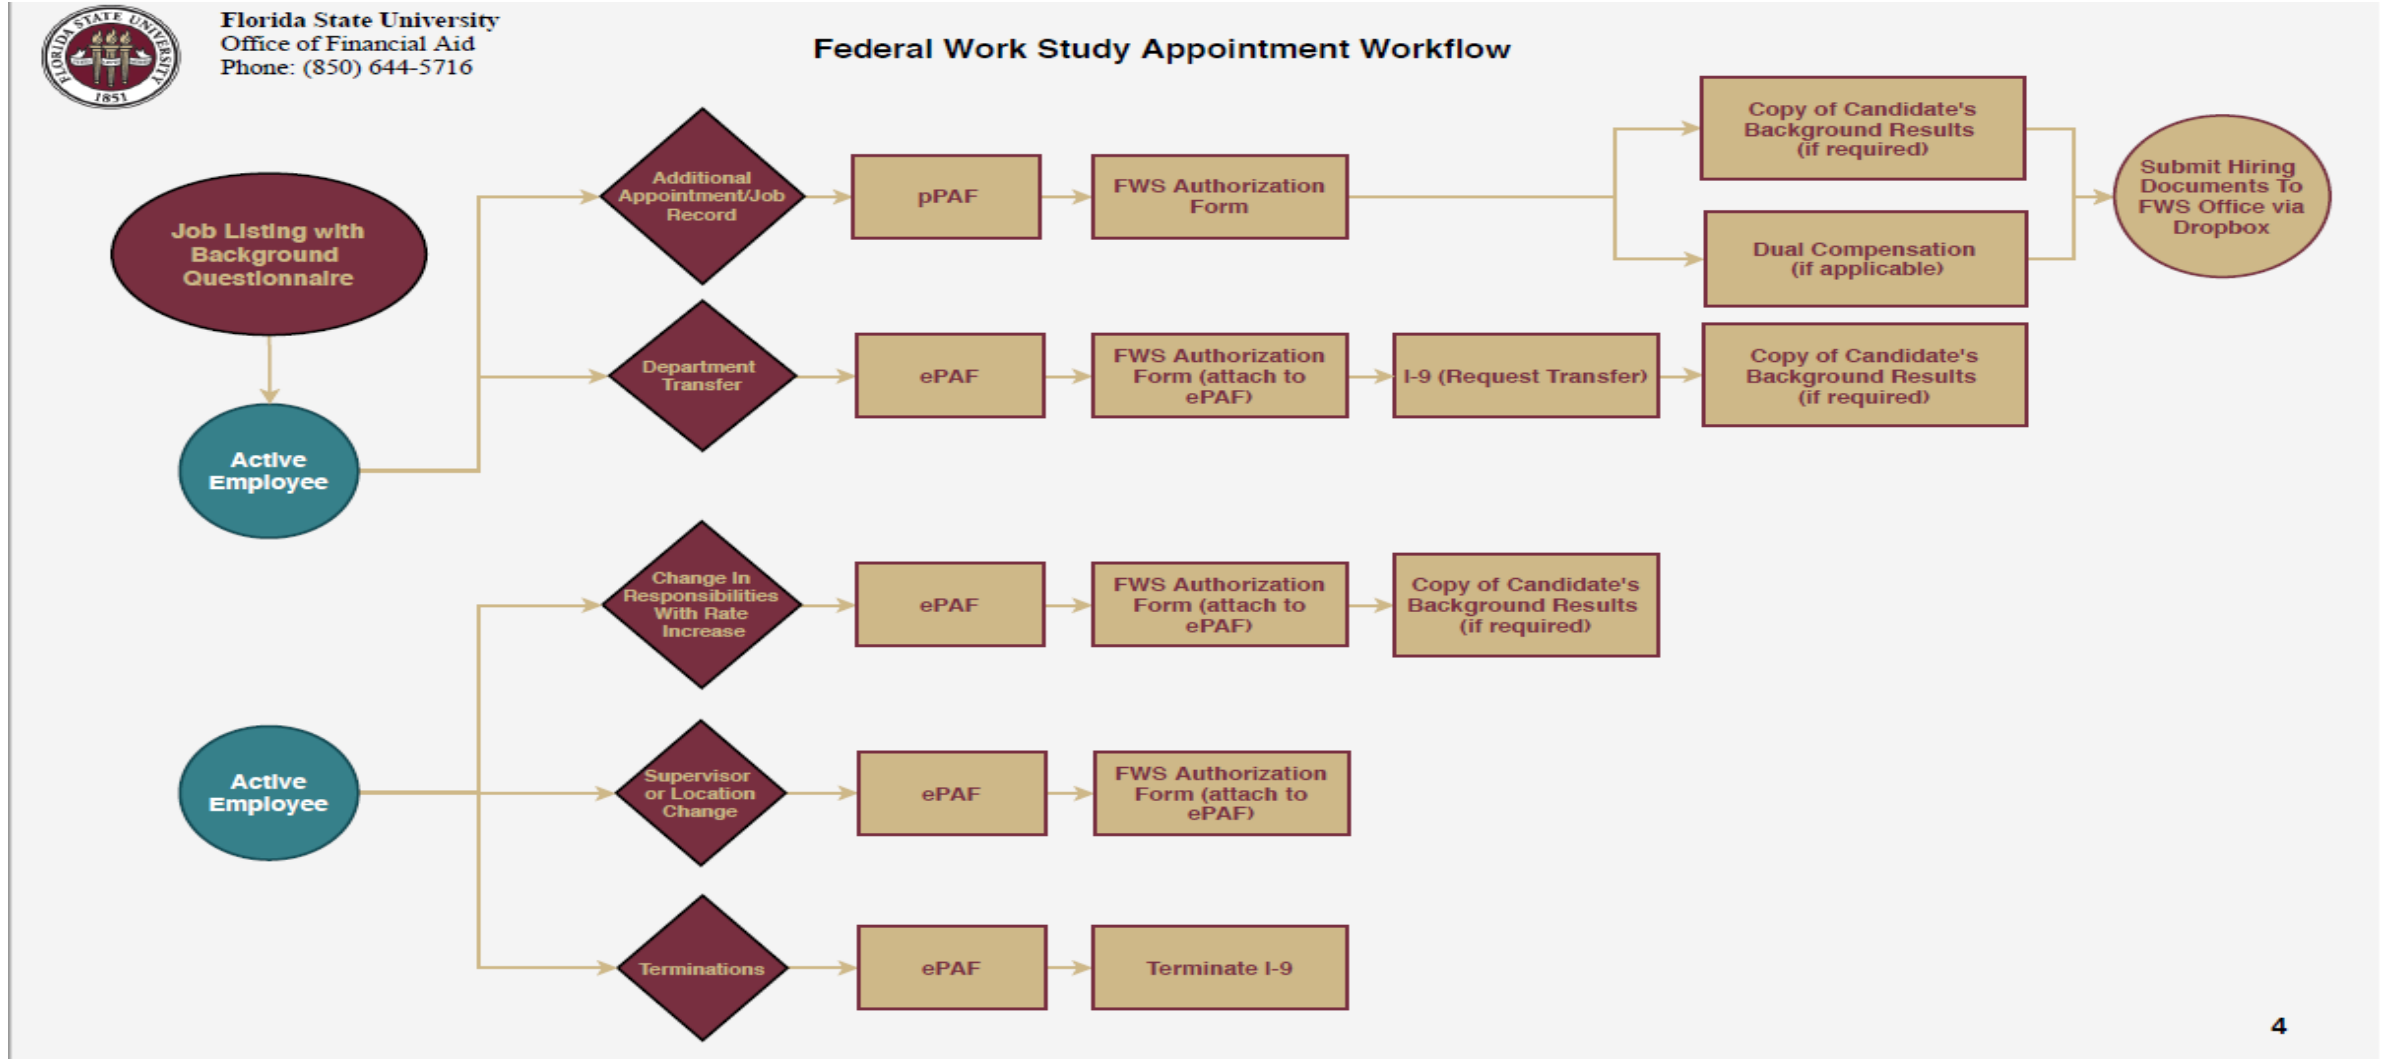 FLORIDA STATE UNIVERSITY
1851
Florida State University
Office of Financial Aid
Phone: (850) 644-5716
Federal Work Study Appointment Workflow
Job Listing with
Background
Questionnaire
Active
Employee
Additional
Appointment/Job
Record
pPAF
FWS Authorization
Form
Copy of Candidate's
Background Results
(if required)
Dual Compensation
(if applicable)
Submit Hiring
Documents To
FWS Office via
Dropbox
Department
Transfer
ePAF
FWS Authorization
Form (attach to
ePAF)
I-9 (Request Transfer)
Copy of Candidate's
Background Results
(if required)
Active
Employee
Change In
Responsibilities
With Rate
Increase
ePAF
FWS Authorization
Form (attach to
ePAF)
Copy of Candidate's
Background Results
(if required)
Supervisor
or Location
Change
ePAF
FWS Authorization
Form (attach to
ePAF)
Terminations
ePAF
Terminate I-9
4